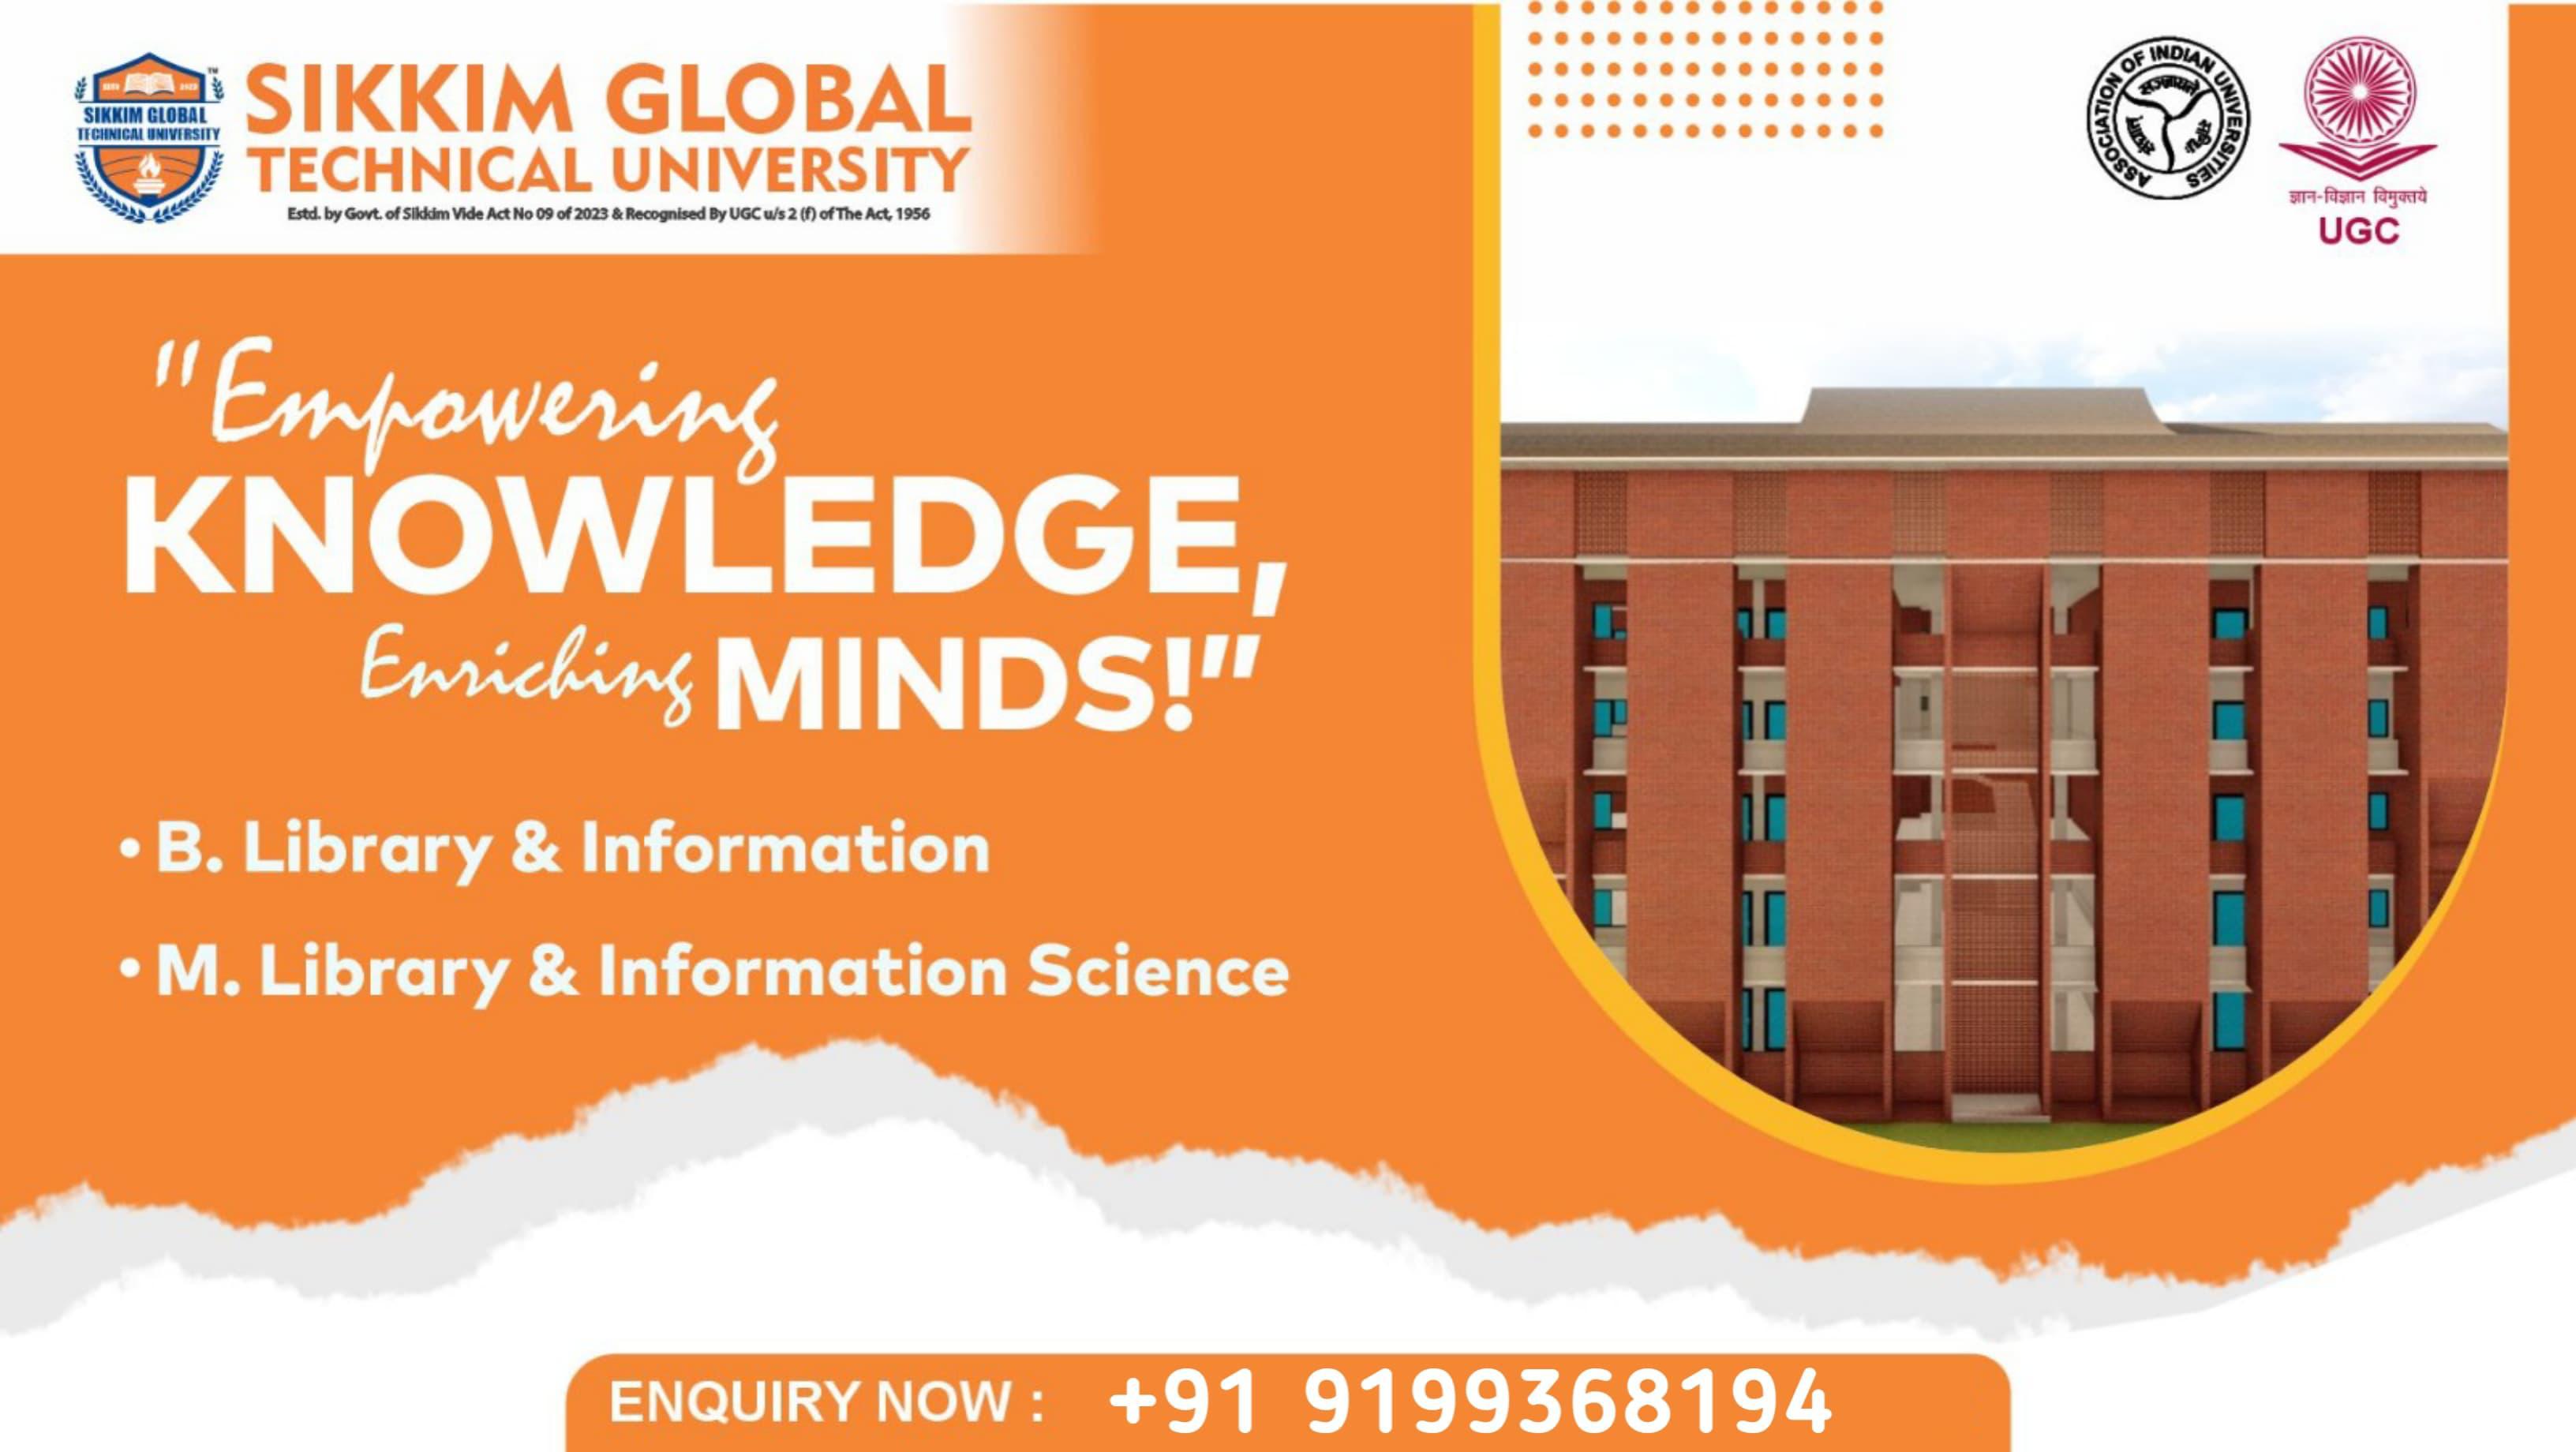 SIKKIM GLOBAL
TECHNICAL UNIVERSITY
SIKKIM GLOBAL
TECHNICAL UNIVERSITY
Estd. by Govt. of Sikkim Vide Act No 09 of 2023 & Recognised By UGC u/s 2 (f) of The Act, 1956
ASSOCIATION OF INDIAN UNIVERSITIES
ज्ञान-विज्ञान विमुक्तये
UGC
"Empowering
KNOWLEDGE,
Enriching MINDS!"
• B. Library & Information
• M. Library & Information Science
ENQUIRY NOW : +91 9199368194